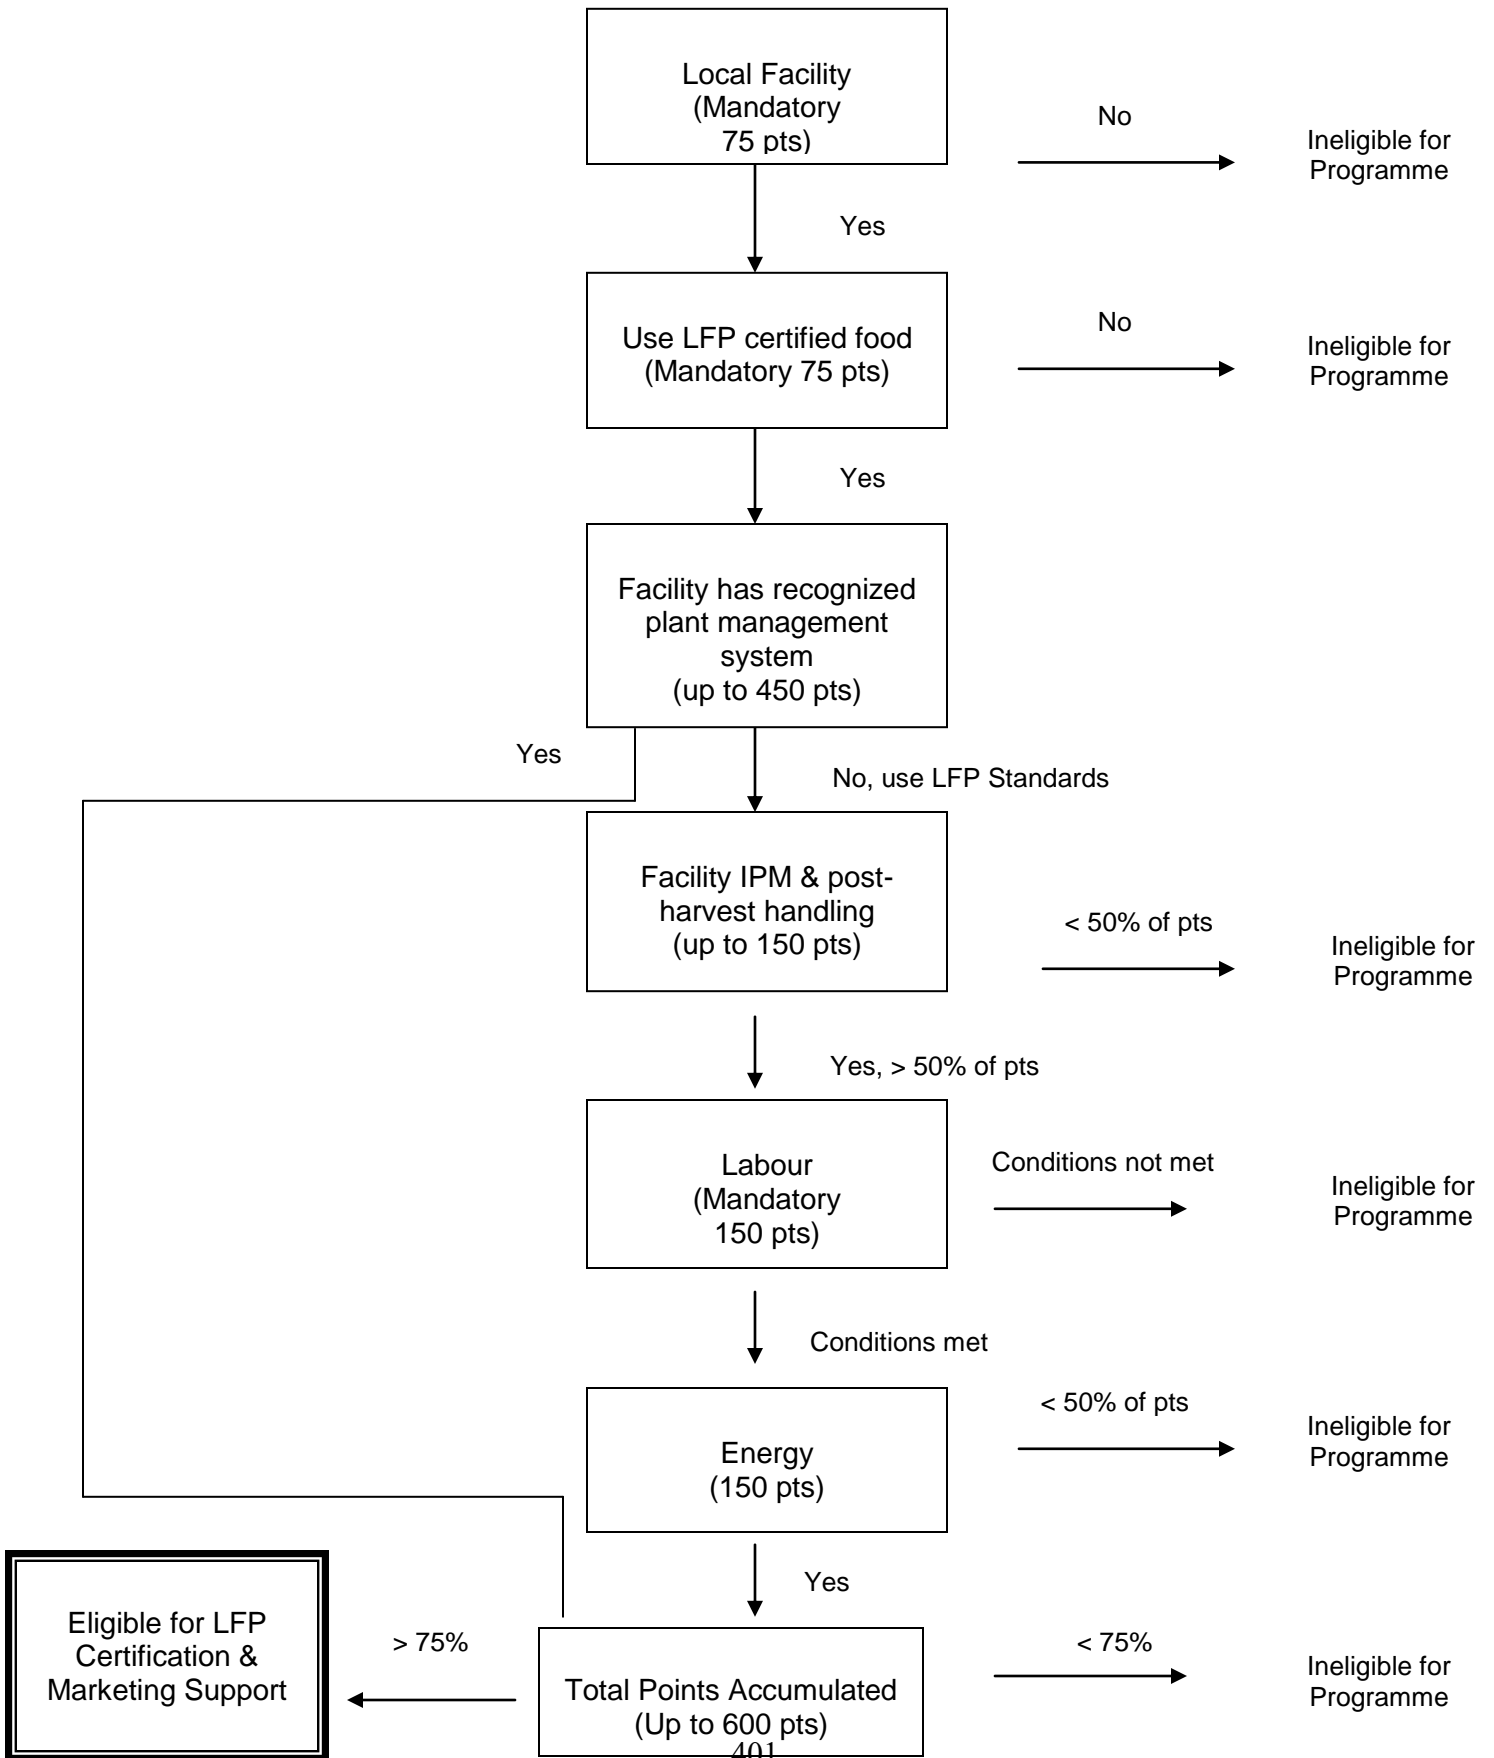 Local Facility
(Mandatory
75 pts)
No
Ineligible for
Programme
Yes
Use LFP certified food
(Mandatory 75 pts)
No
Ineligible for
Programme
Yes
Facility has recognized
plant management
system
(up to 450 pts)
Yes
No, use LFP Standards
Facility IPM & post-
harvest handling
(up to 150 pts)
< 50% of pts
Ineligible for
Programme
Yes, > 50% of pts
Labour
(Mandatory
150 pts)
Conditions not met
Ineligible for
Programme
Conditions met
Energy
(150 pts)
< 50% of pts
Ineligible for
Programme
Yes
Eligible for LFP
Certification &
Marketing Support
> 75%
Total Points Accumulated
(Up to 600 pts)
< 75%
Ineligible for
Programme
401